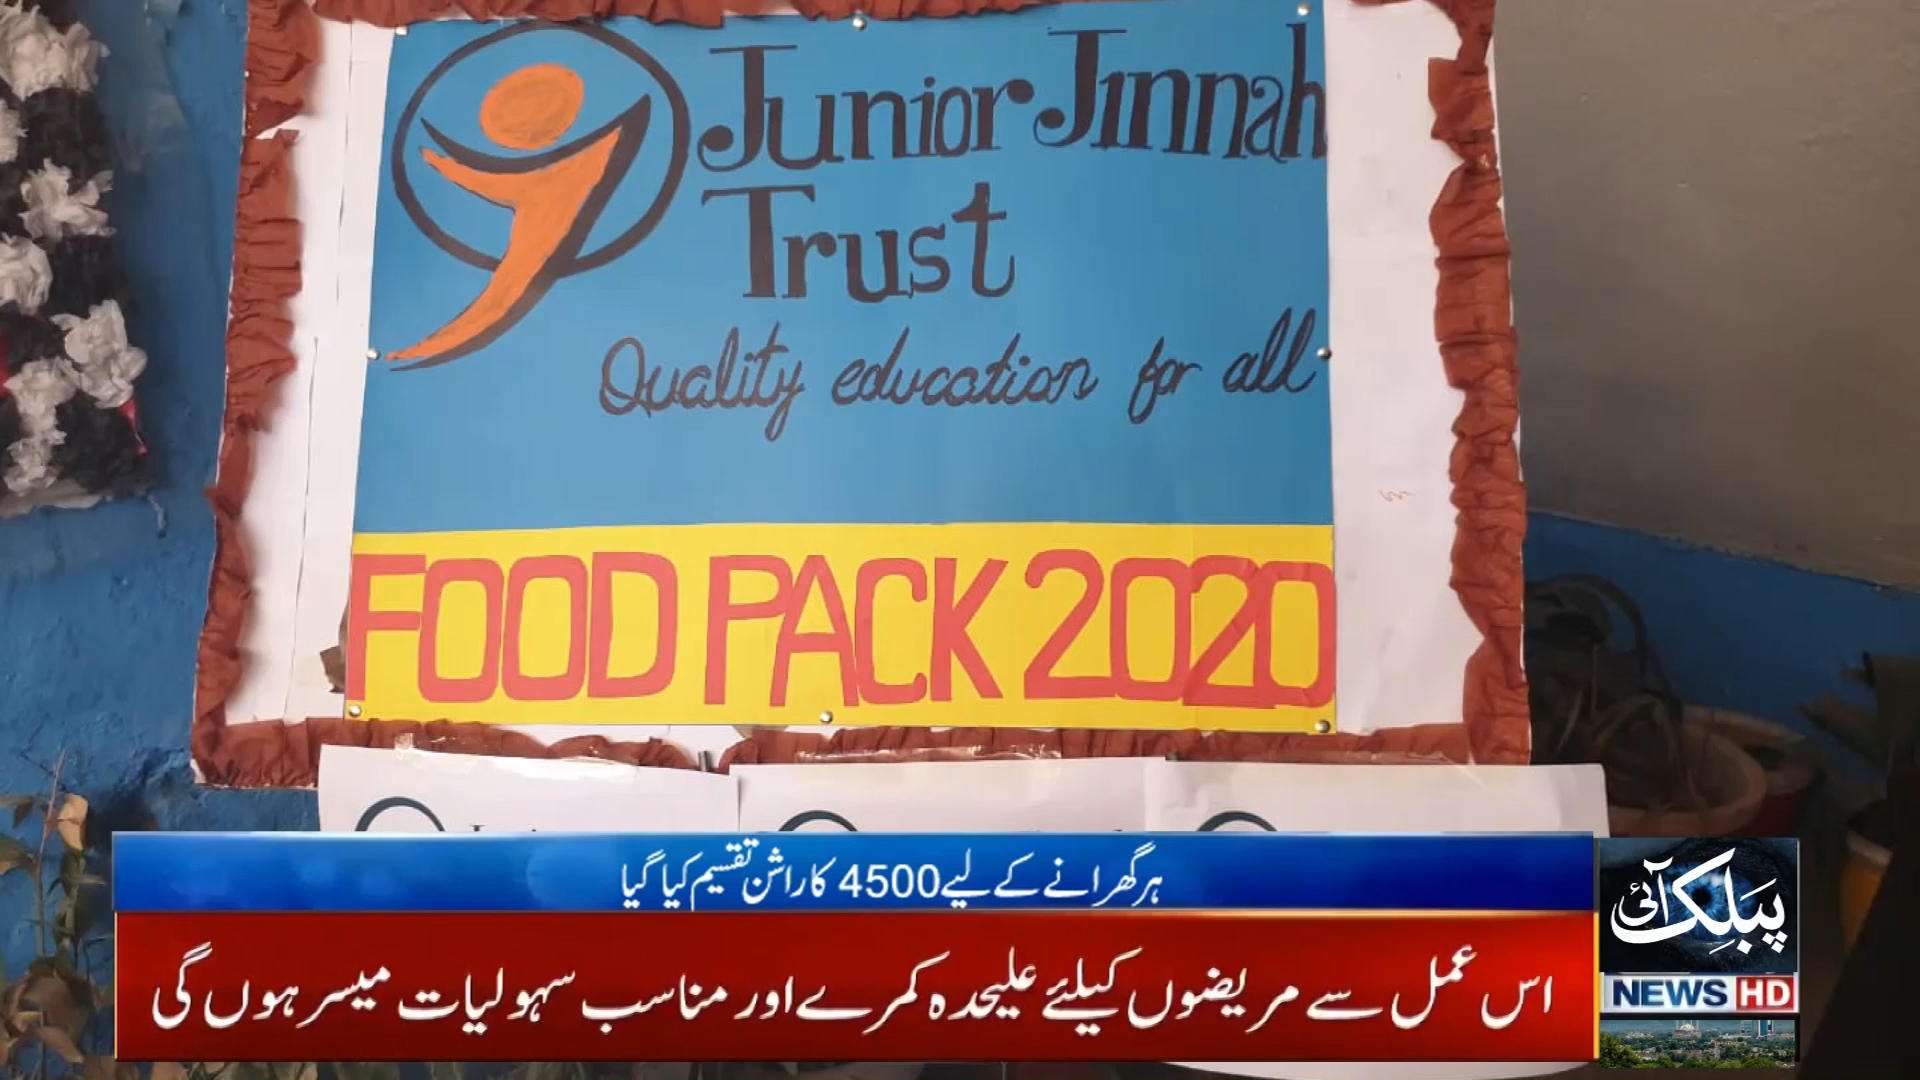 Junior Jinnah
Trust
Quality education for all
FOOD PACK 2020
ہر گھرانے کے لیے 4500 کا راشن تقسیم کیا گیا
اس عمل سے مریضوں کیلئے علیحدہ کمرے اور مناسب سہولیات میسر ہوں گی
پبلک آئی
NEWS HD